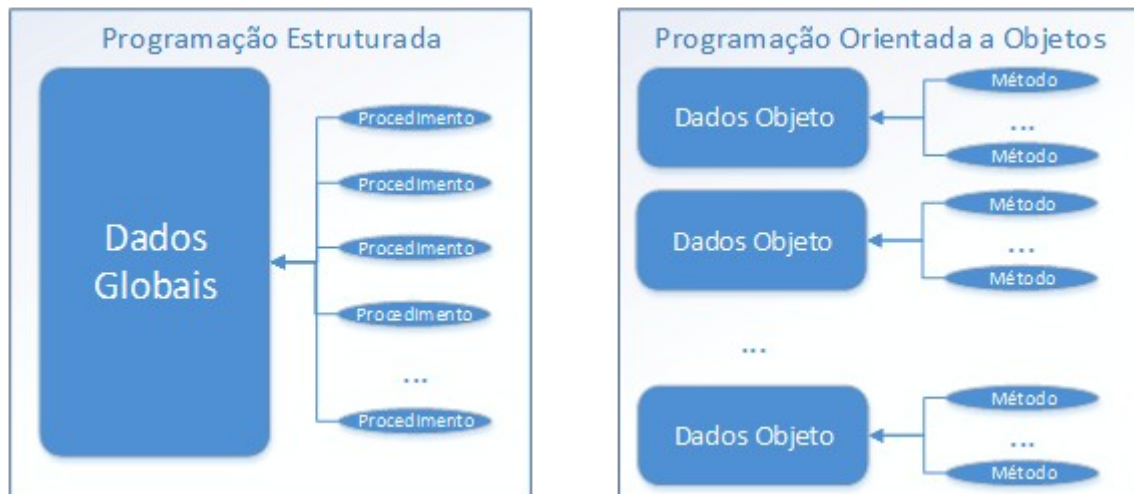 Programação Estruturada
Dados
Globais
Procedimento
Procedimento
Procedimento
Procedimento
...
Procedimento
Programação Orientada a Objetos
Dados Objeto
Método
...
Método
Dados Objeto
Método
...
Método
...
Dados Objeto
Método
...
Método